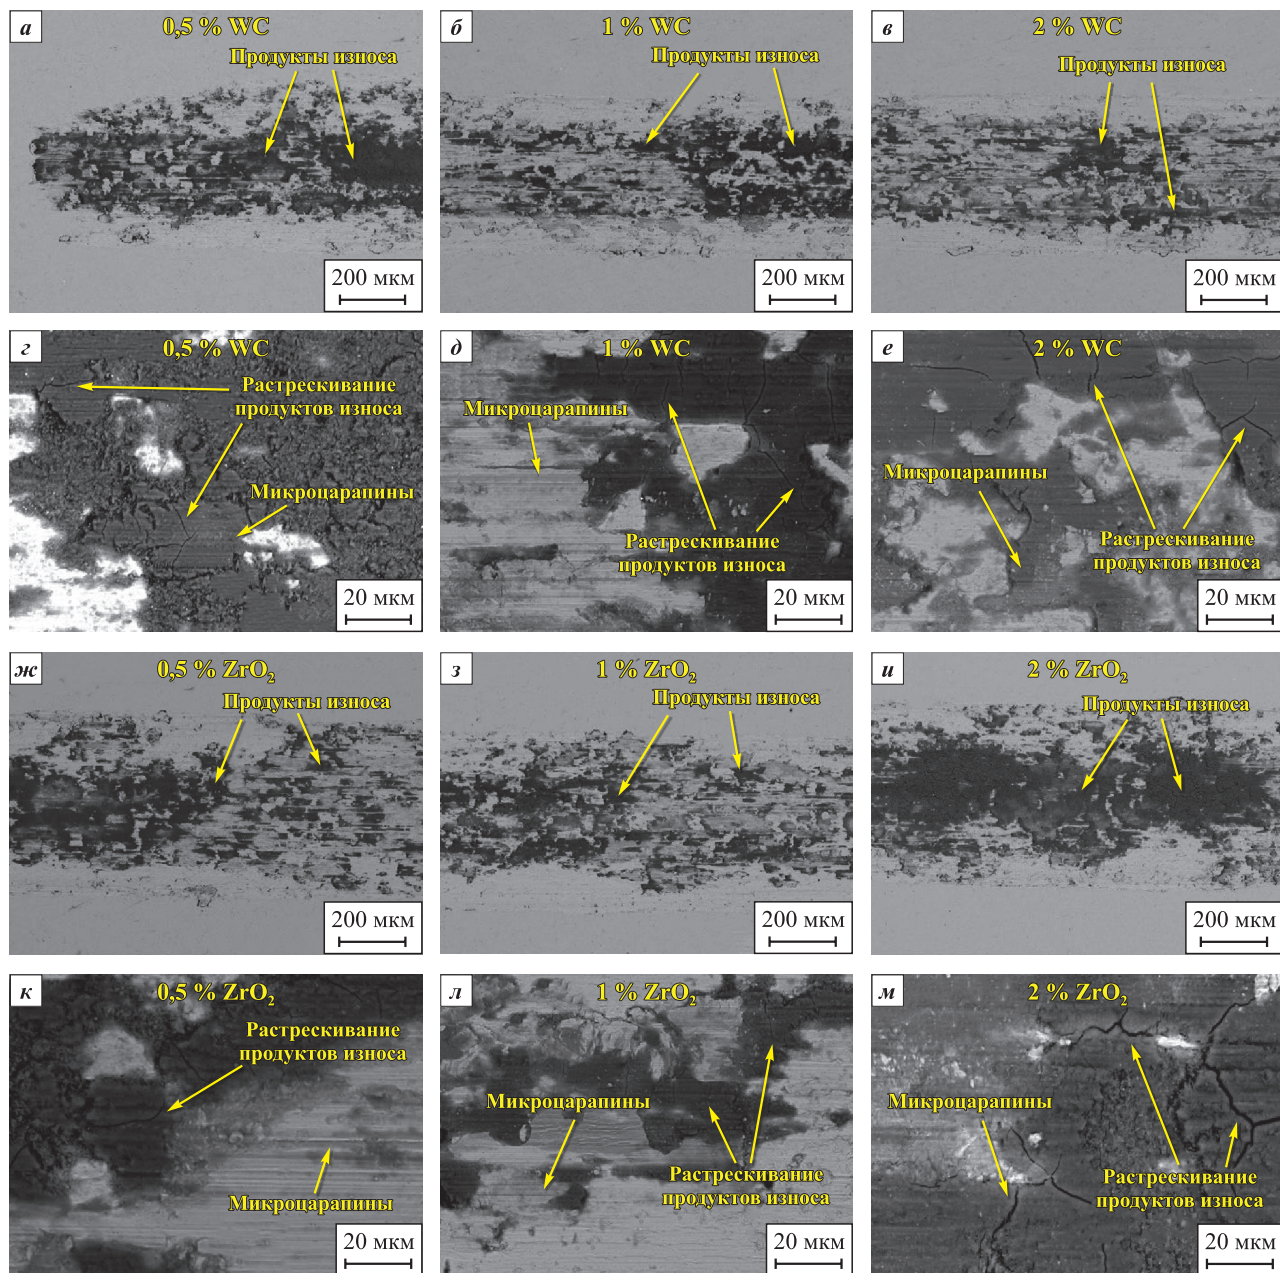 а
0,5 % WC
Продукты износа
200 мкм
б
1 % WC
Продукты износа
200 мкм
в
2 % WC
Продукты износа
200 мкм
г
0,5 % WC
Растрескивание
продуктов износа
Микроцарапины
20 мкм
д
1 % WC
Микроцарапины
Растрескивание
продуктов износа
20 мкм
е
2 % WC
Микроцарапины
Растрескивание
продуктов износа
20 мкм
ж
0,5 % ZrO₂
Продукты износа
200 мкм
з
1 % ZrO₂
Продукты износа
200 мкм
и
2 % ZrO₂
Продукты износа
200 мкм
к
0,5 % ZrO₂
Растрескивание
продуктов износа
Микроцарапины
20 мкм
л
1 % ZrO₂
Микроцарапины
Растрескивание
продуктов износа
20 мкм
м
2 % ZrO₂
Микроцарапины
Растрескивание
продуктов износа
20 мкм